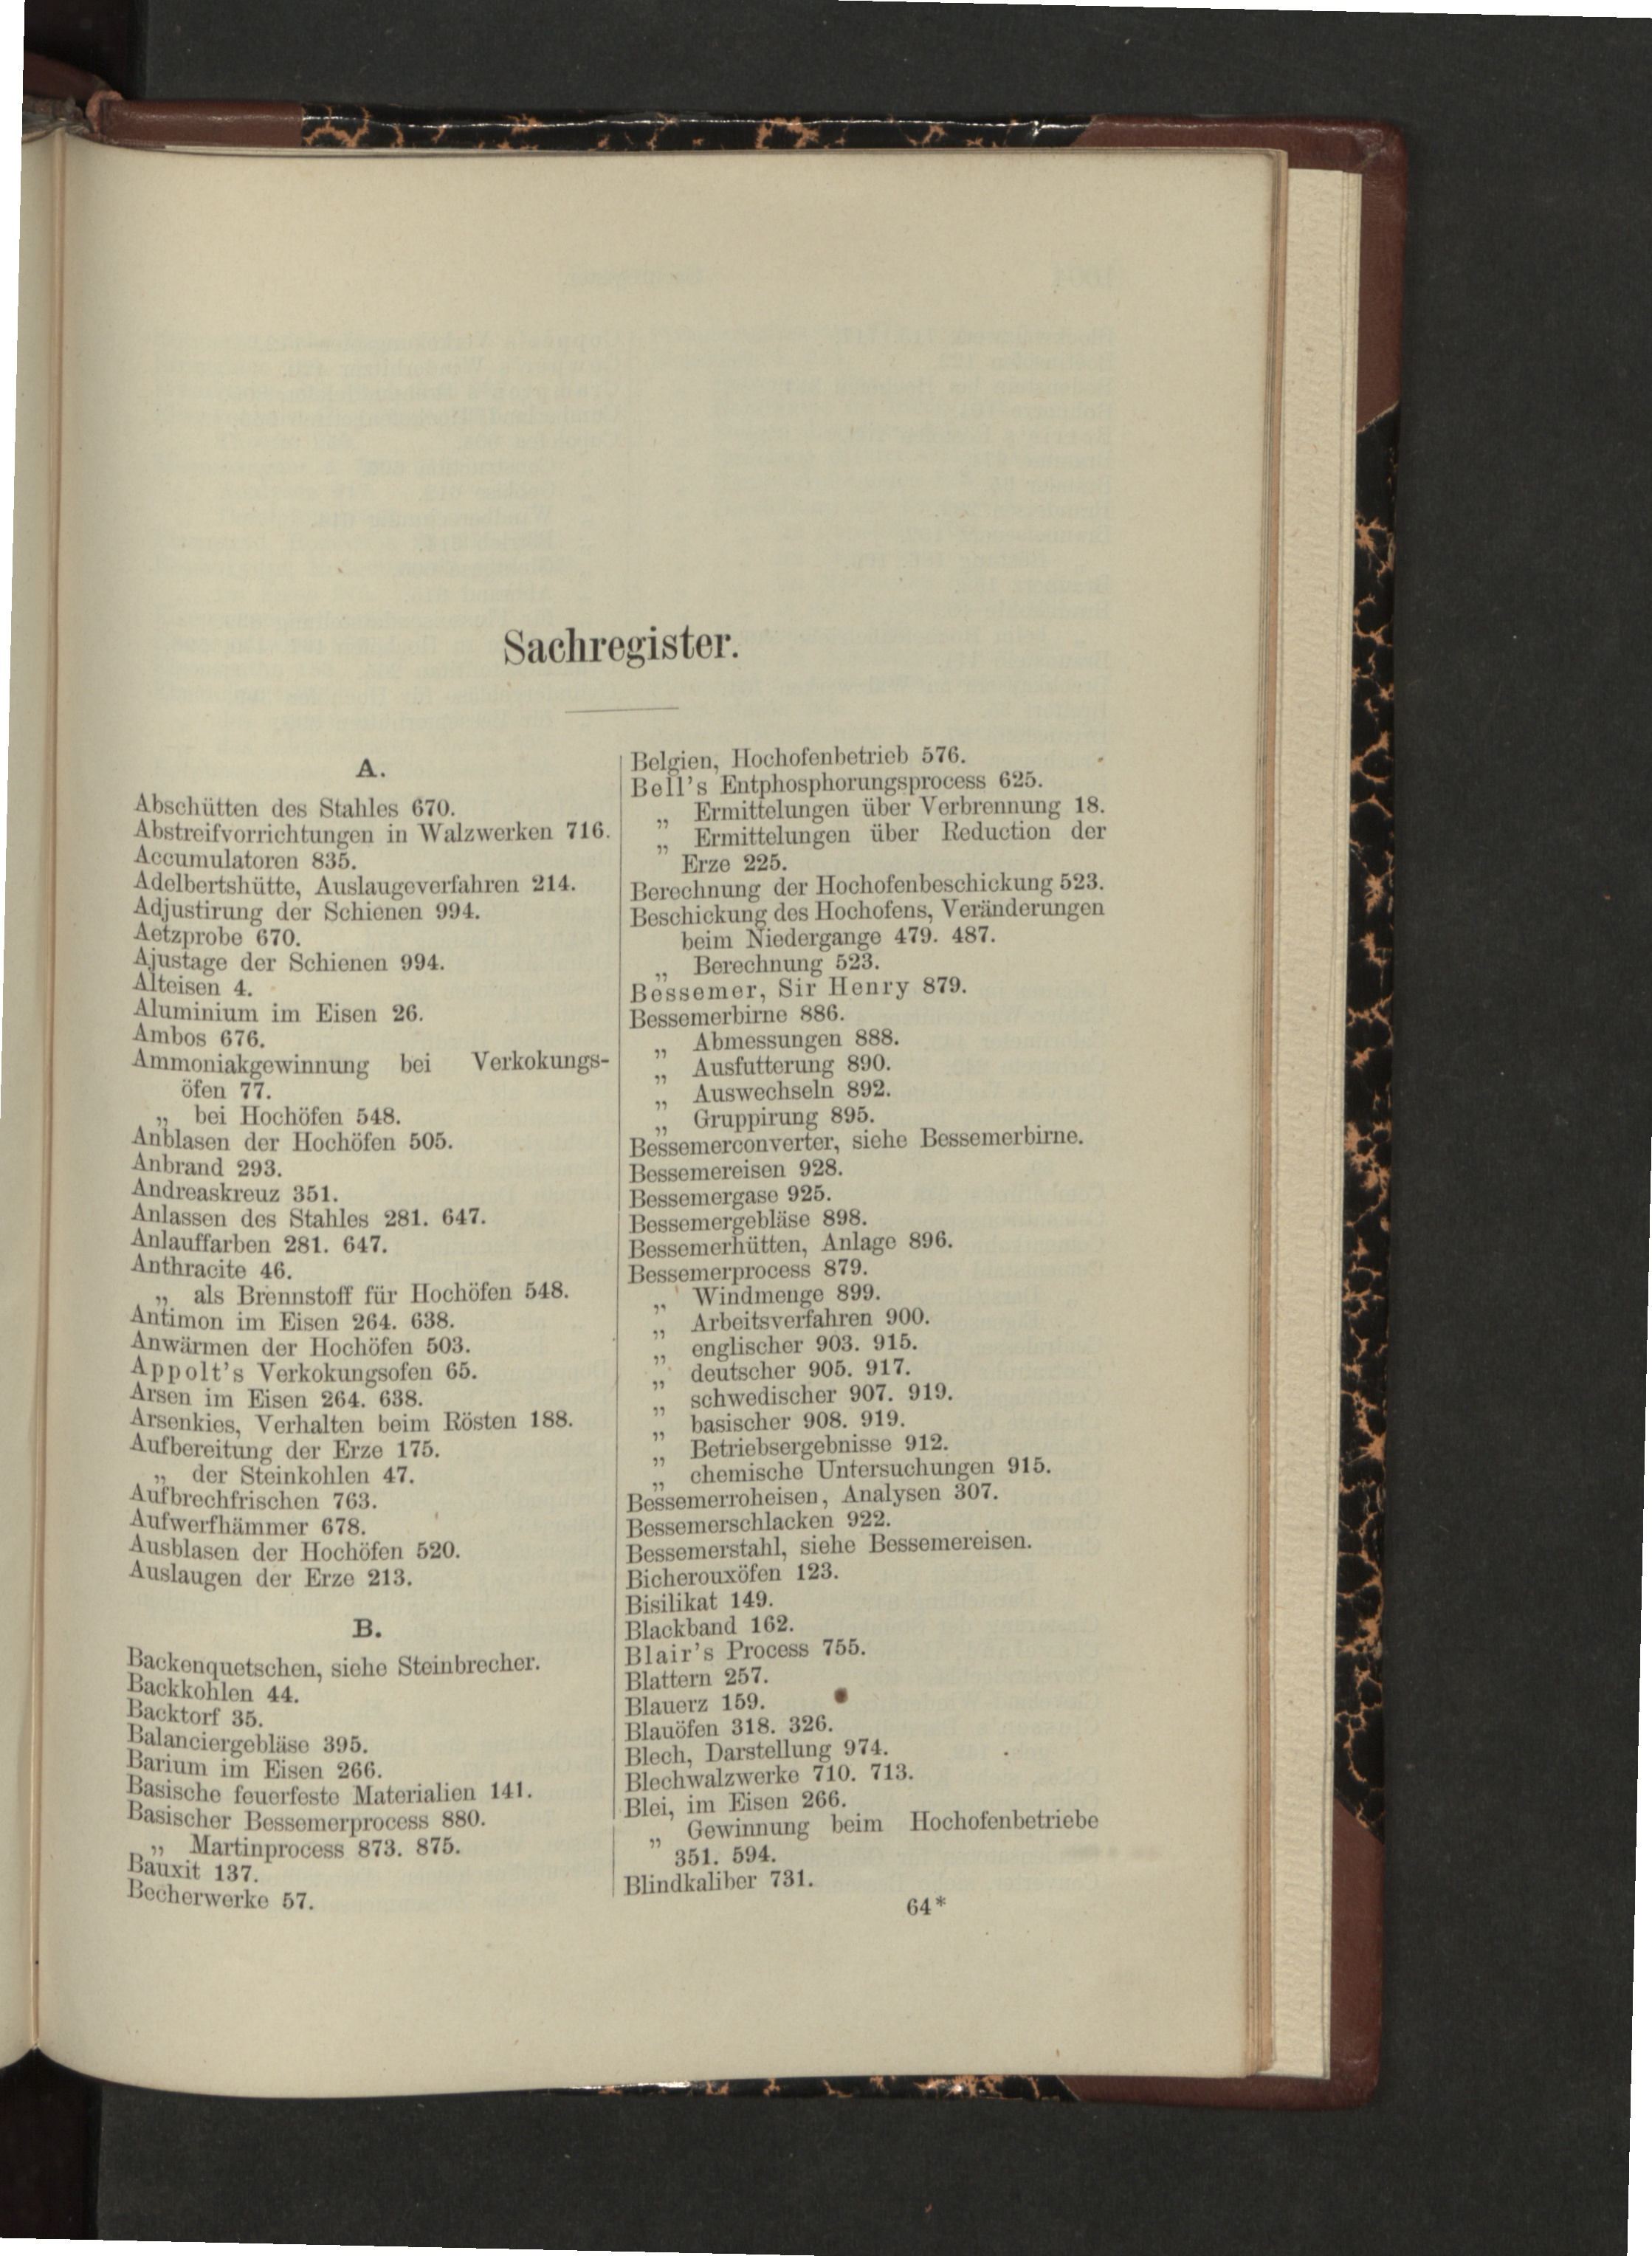 Sachregister.
A.
Abschütten des Stahles 670.
Abstreifvorrichtungen in Walzwerken 716.
Accumulatoren 835.
Adelbertshütte, Auslaugeverfahren 214.
Adjustirung der Schienen 994.
Aetzprobe 670.
Ajustage der Schienen 994.
Alteisen 4.
Aluminium im Eisen 26.
Ambos 676.
Ammoniakgewinnung bei Verkokungs-
öfen 77.
„ bei Hochöfen 548.
Anblasen der Hochöfen 505.
Anbrand 293.
Andreaskreuz 351.
Anlassen des Stahles 281. 647.
Anlauffarben 281. 647.
Anthracite 46.
„ als Brennstoff für Hochöfen 548.
Antimon im Eisen 264. 638.
Anwärmen der Hochöfen 503.
Appolt's Verkokungsofen 65.
Arsen im Eisen 264. 638.
Arsenkies, Verhalten beim Rösten 188.
Aufbereitung der Erze 175.
„ der Steinkohlen 47.
Aufbrechfrischen 763.
Aufwerfhämmer 678.
Ausblasen der Hochöfen 520.
Auslaugen der Erze 213.
B.
Backenquetschen, siehe Steinbrecher.
Backkohlen 44.
Backtorf 35.
Balanciergebläse 395.
Barium im Eisen 266.
Basische feuerfeste Materialien 141.
Basischer Bessemerprocess 880.
„ Martinprocess 873. 875.
Bauxit 137.
Becherwerke 57.
Belgien, Hochofenbetrieb 576.
Bell's Entphosphorungsprocess 625.
„ Ermittelungen über Verbrennung 18.
„ Ermittelungen über Reduction der
Erze 225.
Berechnung der Hochofenbeschickung 523.
Beschickung des Hochofens, Veränderungen
beim Niedergange 479. 487.
„ Berechnung 523.
Bessemer, Sir Henry 879.
Bessemerbirne 886.
„ Abmessungen 888.
„ Ausfutterung 890.
„ Auswechseln 892.
„ Gruppirung 895.
Bessemerconverter, siehe Bessemerbirne.
Bessemereisen 928.
Bessemergase 925.
Bessemergebläse 898.
Bessemerhütten, Anlage 896.
Bessemerprocess 879.
„ Windmenge 899.
„ Arbeitsverfahren 900.
„ englischer 903. 915.
„ deutscher 905. 917.
„ schwedischer 907. 919.
„ basischer 908. 919.
„ Betriebsergebnisse 912.
„ chemische Untersuchungen 915.
Bessemerroheisen, Analysen 307.
Bessemerschlacken 922.
Bessemerstahl, siehe Bessemereisen.
Bicherouxöfen 123.
Bisilikat 149.
Blackband 162.
Blair's Process 755.
Blattern 257.
Blauerz 159.
Blauöfen 318. 326.
Blech, Darstellung 974.
Blechwalzwerke 710. 713.
Blei, im Eisen 266.
„ Gewinnung beim Hochofenbetriebe
351. 594.
Blindkaliber 731.
64*